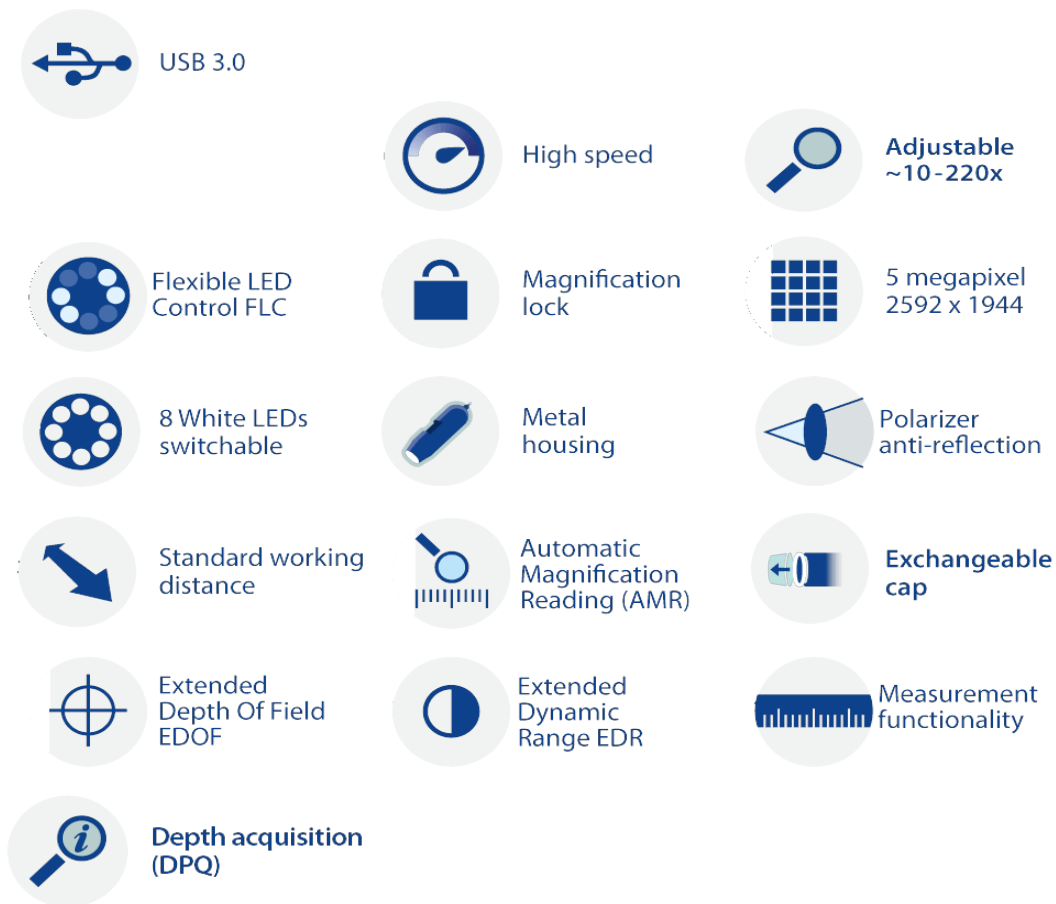 USB 3.0
High speed
Adjustable
~10-220x
Flexible LED
Control FLC
Magnification
lock
5 megapixel
2592 x 1944
8 White LEDs
switchable
Metal
housing
Polarizer
anti-reflection
Standard working
distance
Automatic
Magnification
Reading (AMR)
Exchangeable
cap
Extended
Depth Of Field
EDOF
Extended
Dynamic
Range EDR
Measurement
functionality
i
Depth acquisition
(DPQ)